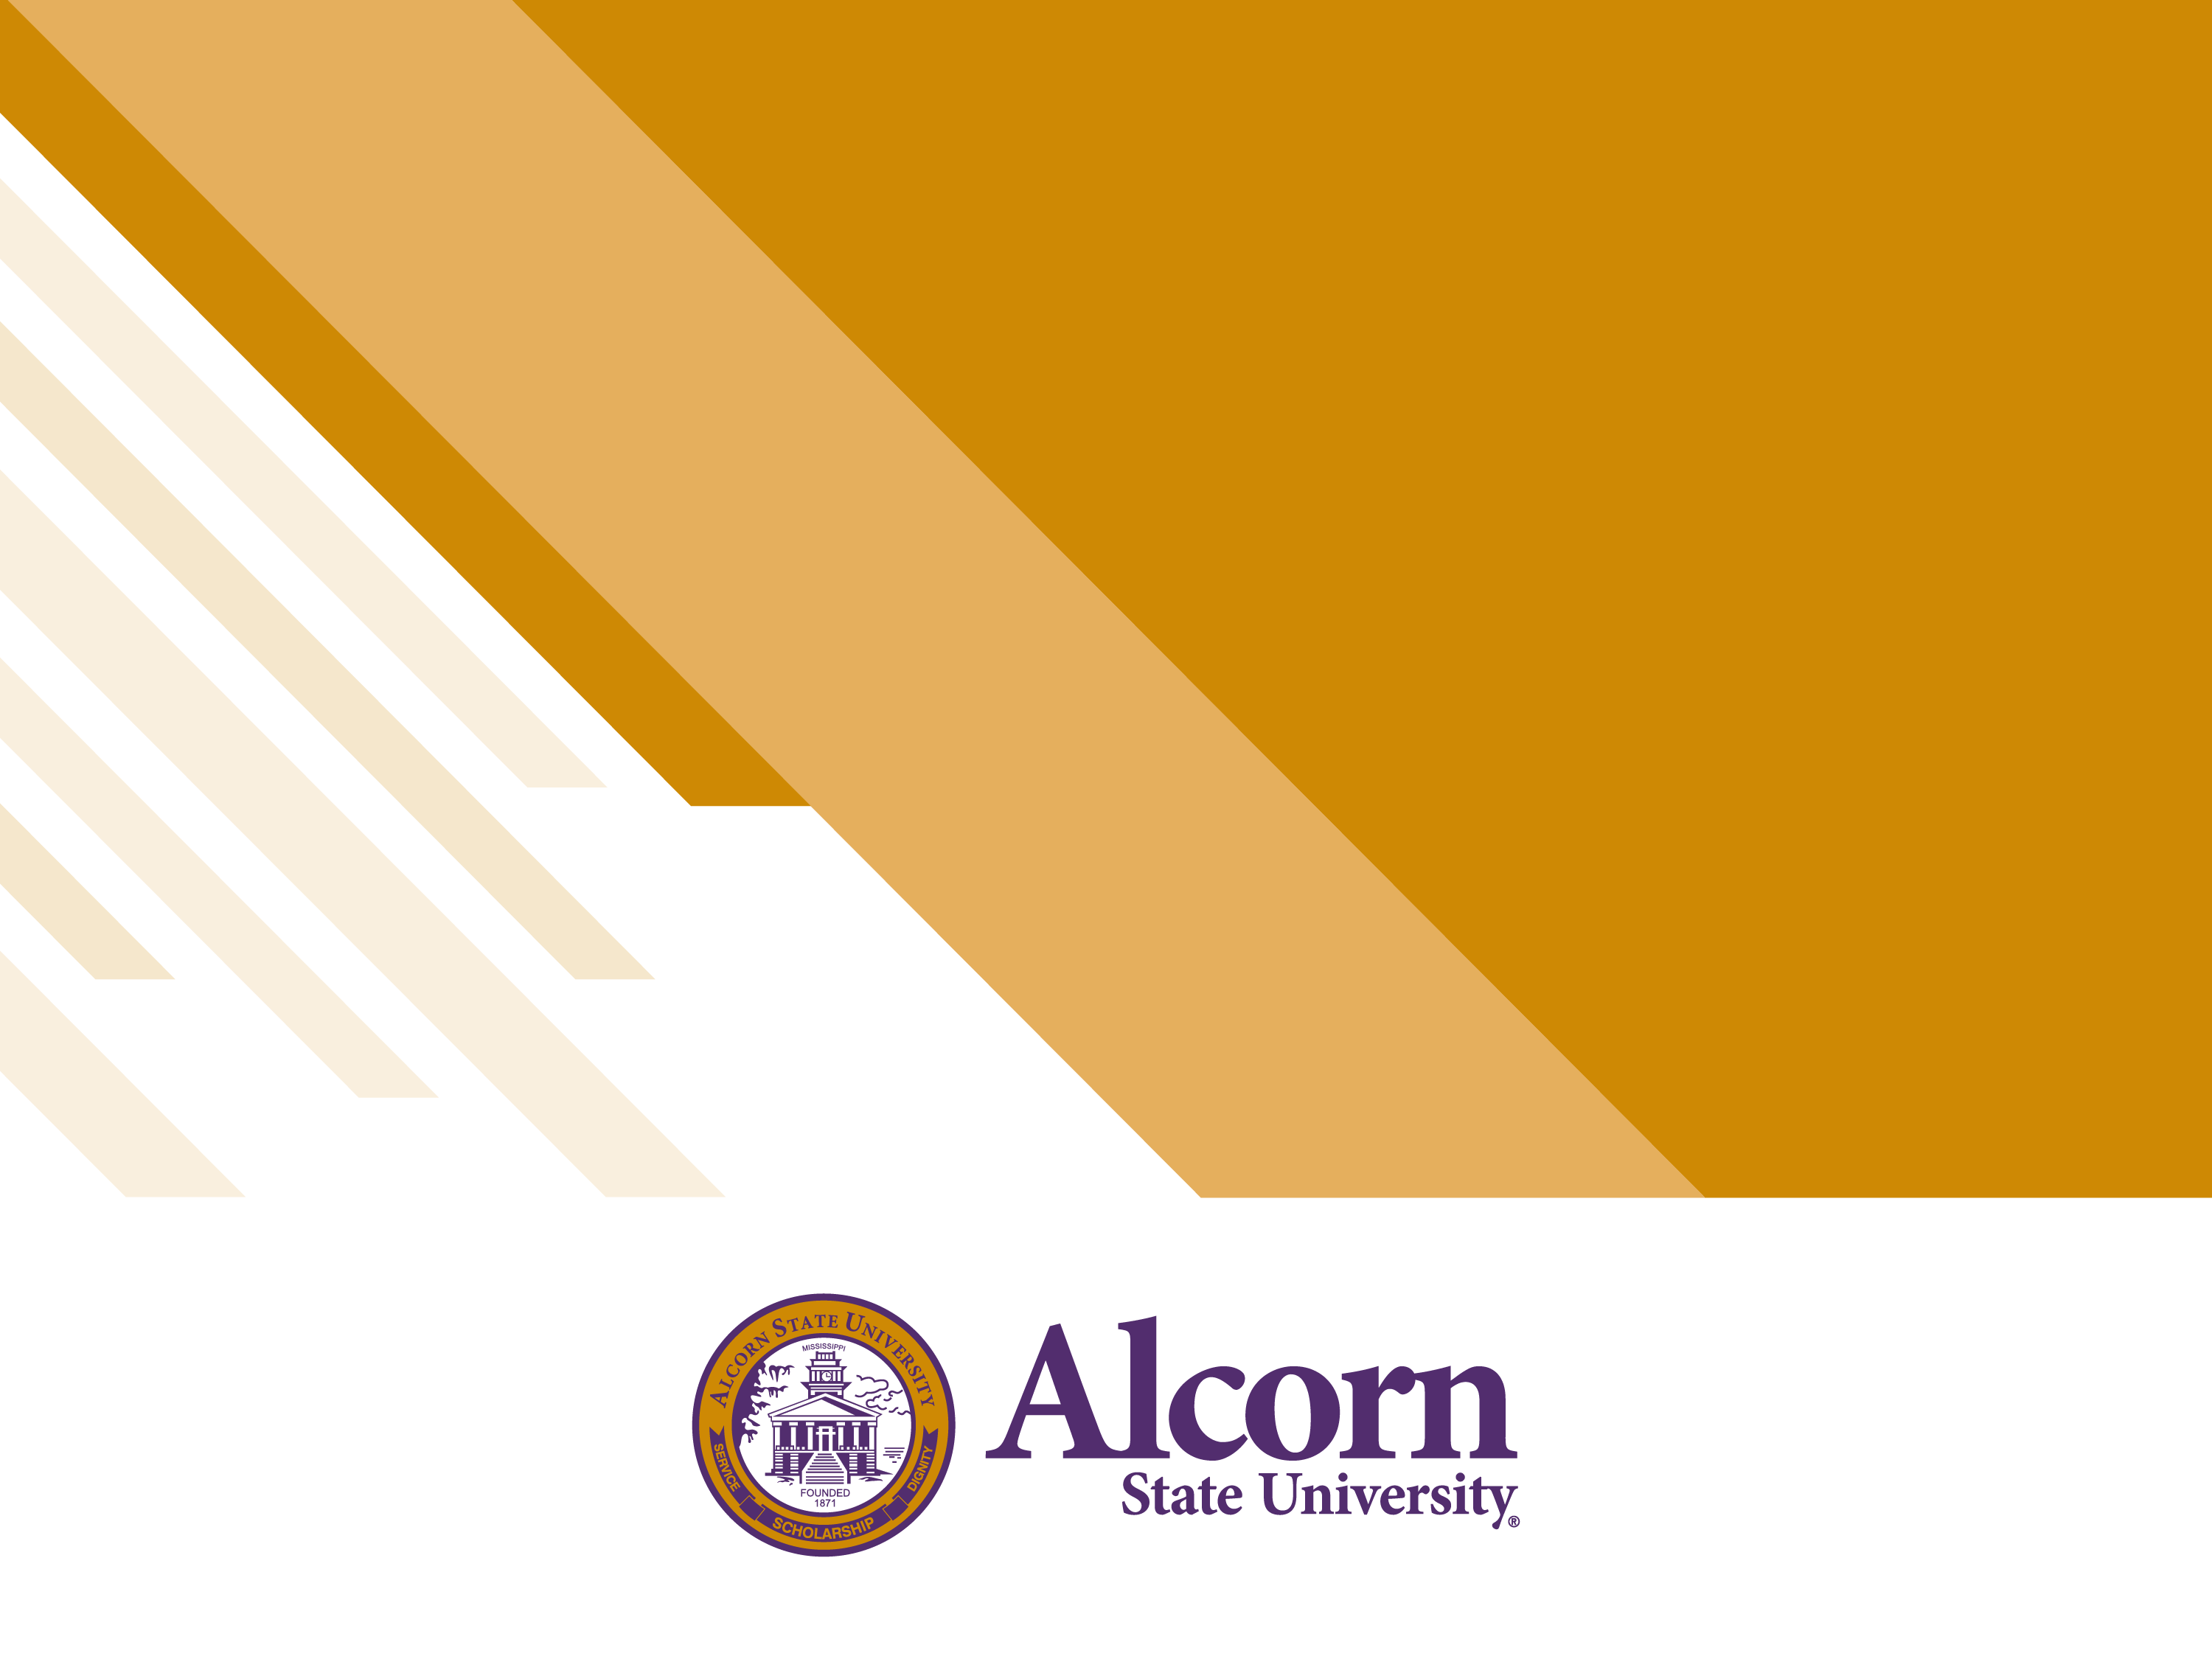 ALCORN STATE UNIVERSITY
MISSISSIPPI
FOUNDED
1871
SERVICE
SCHOLARSHIP
DIGNITY
Alcorn
State University®